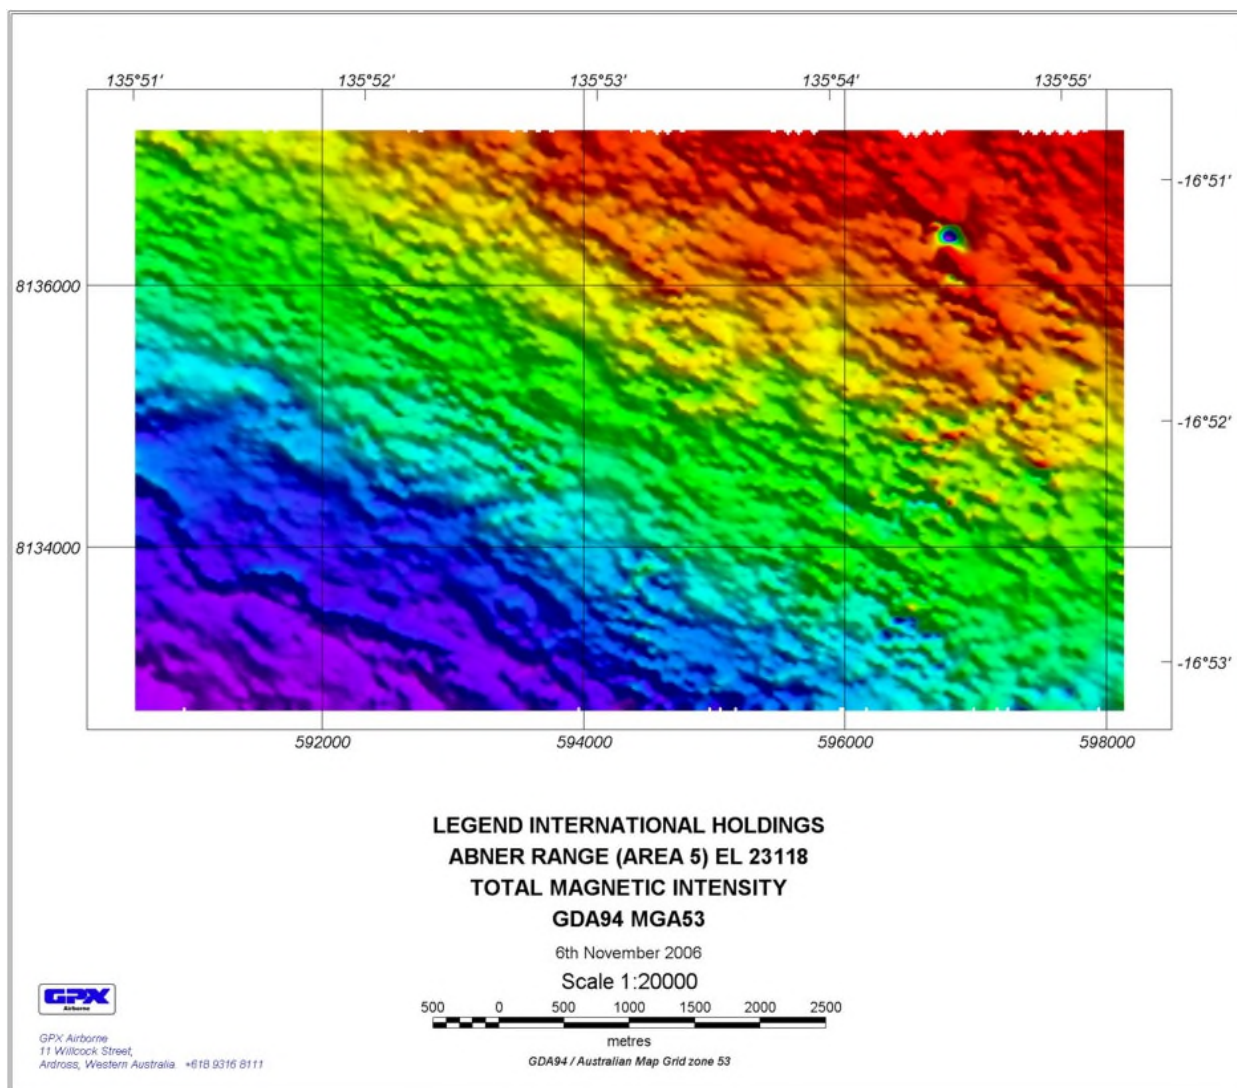 135°51' 135°52' 135°53' 135°54' 135°55'
-16°51'
8136000
-16°52'
8134000
-16°53'
592000 594000 596000 598000
LEGEND INTERNATIONAL HOLDINGS
ABNER RANGE (AREA 5) EL 23118
TOTAL MAGNETIC INTENSITY
GDA94 MGA53
6th November 2006
Scale 1:20000
500 0 500 1000 1500 2000 2500
metres
GDA94 / Australian Map Grid zone 53
GPX
Airborne
GPX Airborne
11 Willcock Street,
Ardross, Western Australia. +618 9316 8111